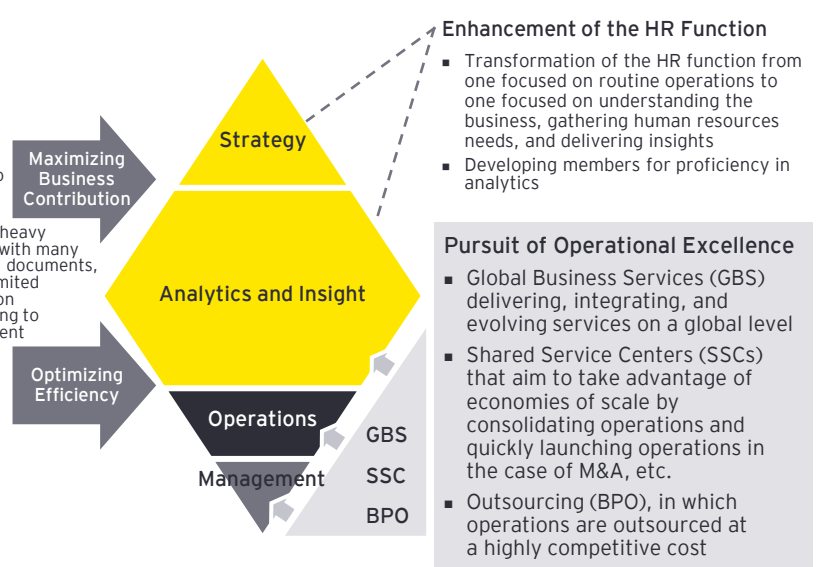 Maximizing
Business
Contribution
heavy
with many
documents,
Optimizing
Efficiency
Strategy
Analytics and Insight
Operations
Management
GBS
SSC
BPO
Enhancement of the HR Function
▪ Transformation of the HR function from
one focused on routine operations to
one focused on understanding the
business, gathering human resources
needs, and delivering insights
▪ Developing members for proficiency in
analytics
Pursuit of Operational Excellence
▪ Global Business Services (GBS)
delivering, integrating, and
evolving services on a global level
▪ Shared Service Centers (SSCs)
that aim to take advantage of
economies of scale by
consolidating operations and
quickly launching operations in
the case of M&A, etc.
▪ Outsourcing (BPO), in which
operations are outsourced at
a highly competitive cost